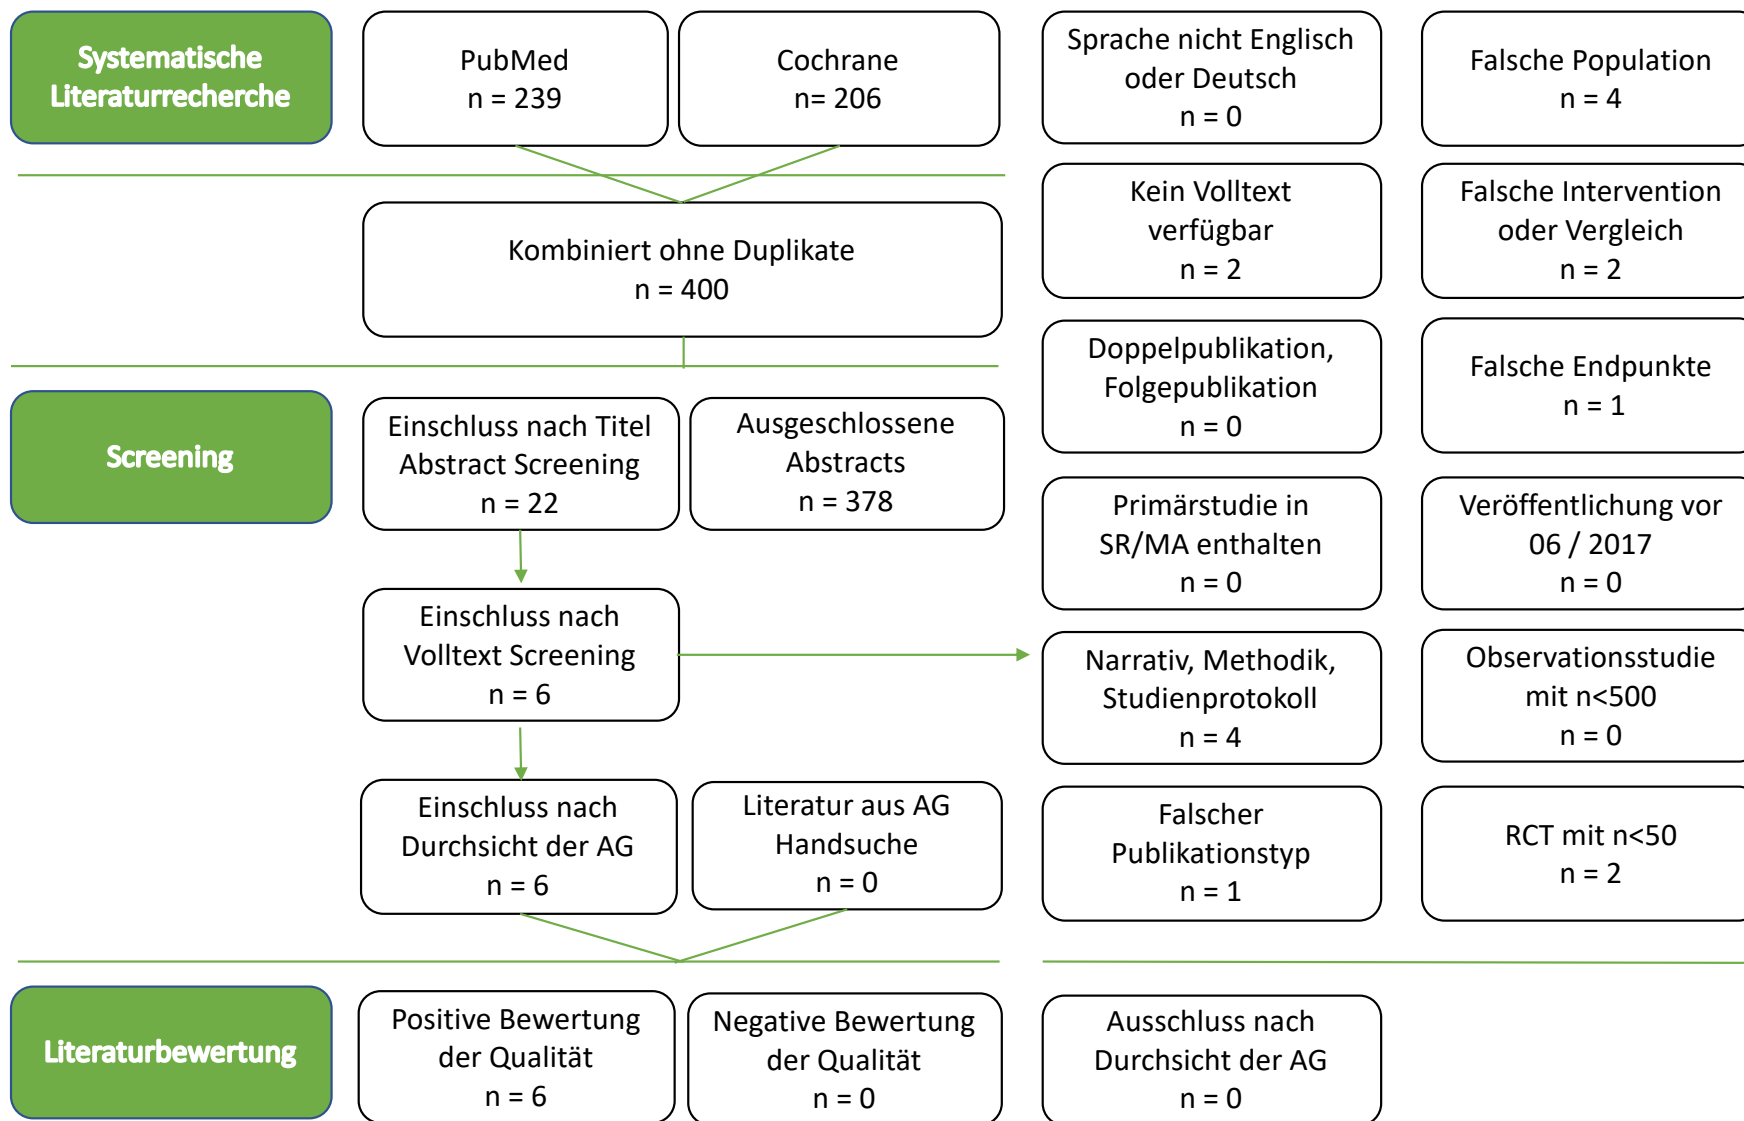 Systematische
Literaturrecherche
PubMed
n = 239
Cochrane
n= 206
Kombiniert ohne Duplikate
n = 400
Screening
Einschluss nach Titel
Abstract Screening
n = 22
Ausgeschlossene
Abstracts
n = 378
Einschluss nach
Volltext Screening
n = 6
Einschluss nach
Durchsicht der AG
n = 6
Literatur aus AG
Handsuche
n = 0
Literaturbewertung
Positive Bewertung
der Qualität
n = 6
Negative Bewertung
der Qualität
n = 0
Sprache nicht Englisch
oder Deutsch
n = 0
Falsche Population
n = 4
Kein Volltext
verfügbar
n = 2
Falsche Intervention
oder Vergleich
n = 2
Doppelpublikation,
Folgepublikation
n = 0
Falsche Endpunkte
n = 1
Primärstudie in
SR/MA enthalten
n = 0
Veröffentlichung vor
06 / 2017
n = 0
Narrativ, Methodik,
Studienprotokoll
n = 4
Observationsstudie
mit n<500
n = 0
Falscher
Publikationstyp
n = 1
RCT mit n<50
n = 2
Ausschluss nach
Durchsicht der AG
n = 0